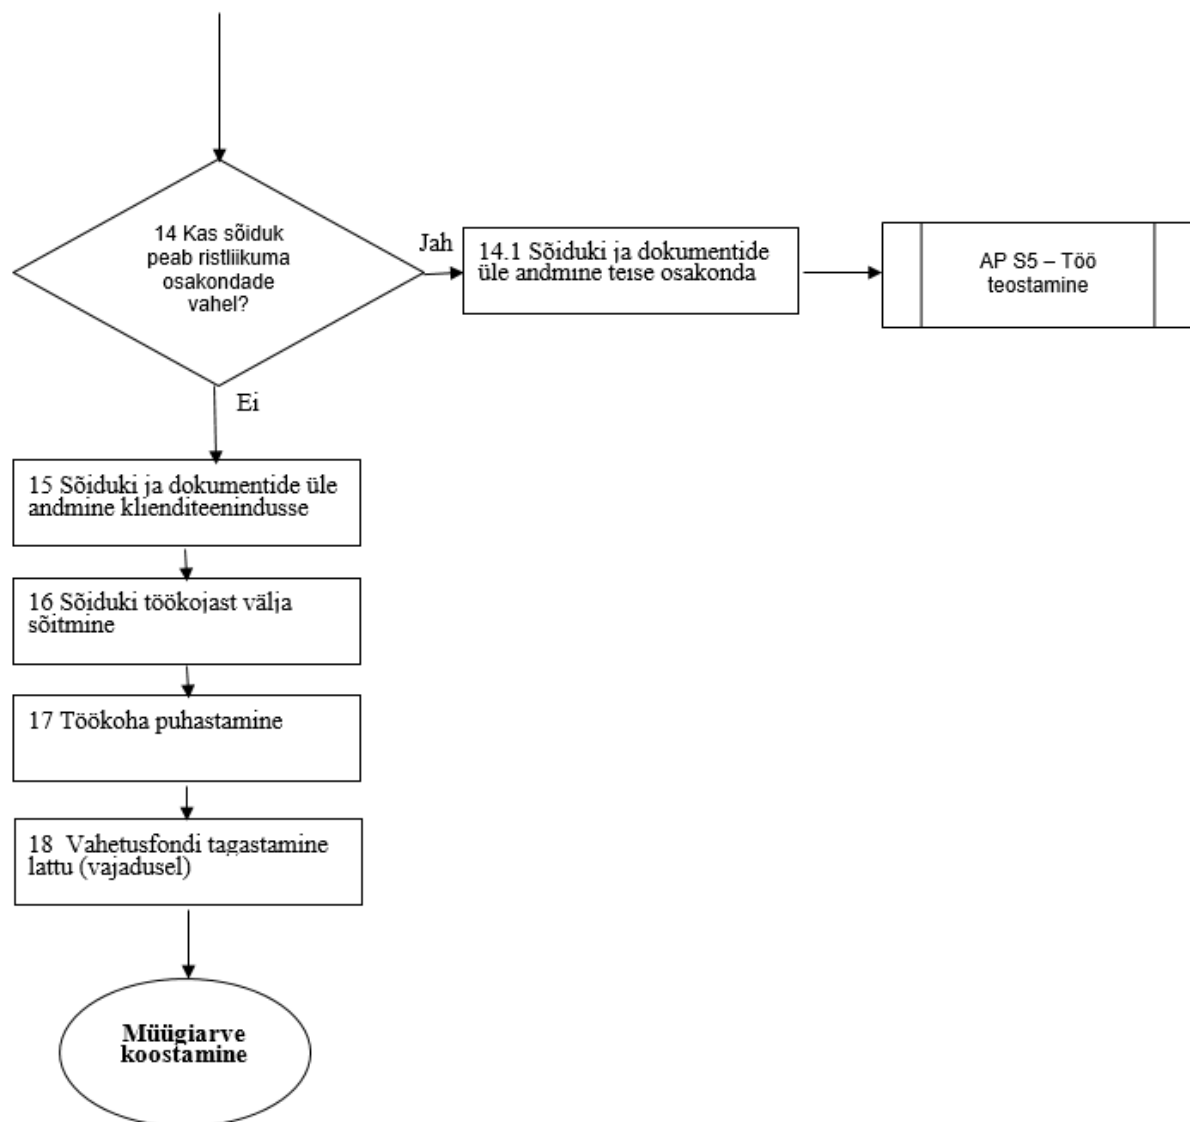 14 Kas sõiduk
peab ristliikuma
osakondade
vahel?
Jah
14.1 Sõiduki ja dokumentide
üle andmine teise osakonda
AP S5 – Töö
teostamine
Ei
15 Sõiduki ja dokumentide üle
andmine klienditeenindusse
16 Sõiduki töökojast välja
sõitmine
17 Töökoha puhastamine
18 Vahetusfondi tagastamine
lattu (vajadusel)
Müügiarve
koostamine